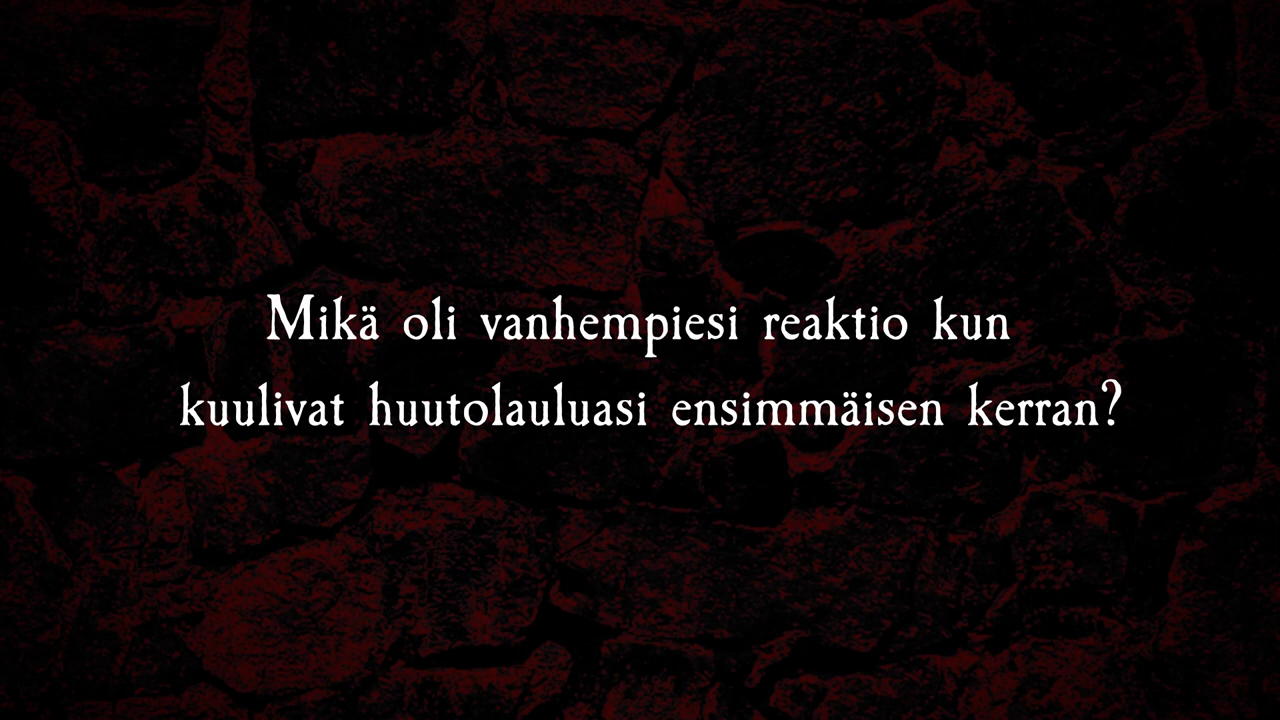 Mikä oli vanhempiesi reaktio kun
kuulivat huutolauluasi ensimmäisen kerran?